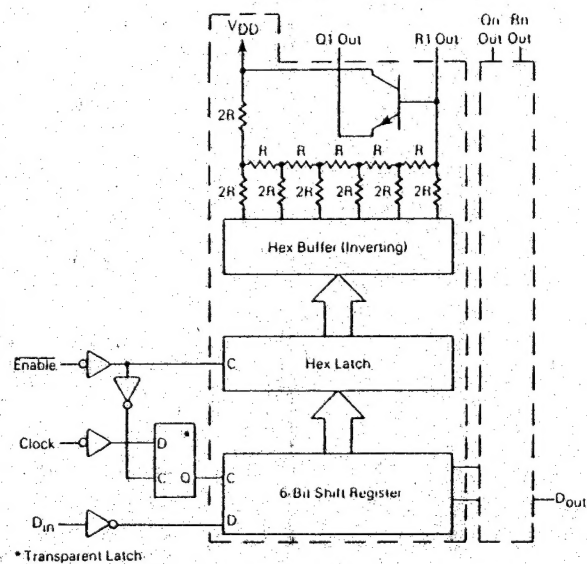 VDD
Q1 Out
R1 Out
Qn Out
Rn Out
2R
R R R R R
2R 2R 2R 2R 2R 2R
Hex Buffer (Inverting)
Enable
C
Hex Latch
Clock
D
*
C
Q
C
6-Bit Shift Register
Din
D
Dout
* Transparent Latch